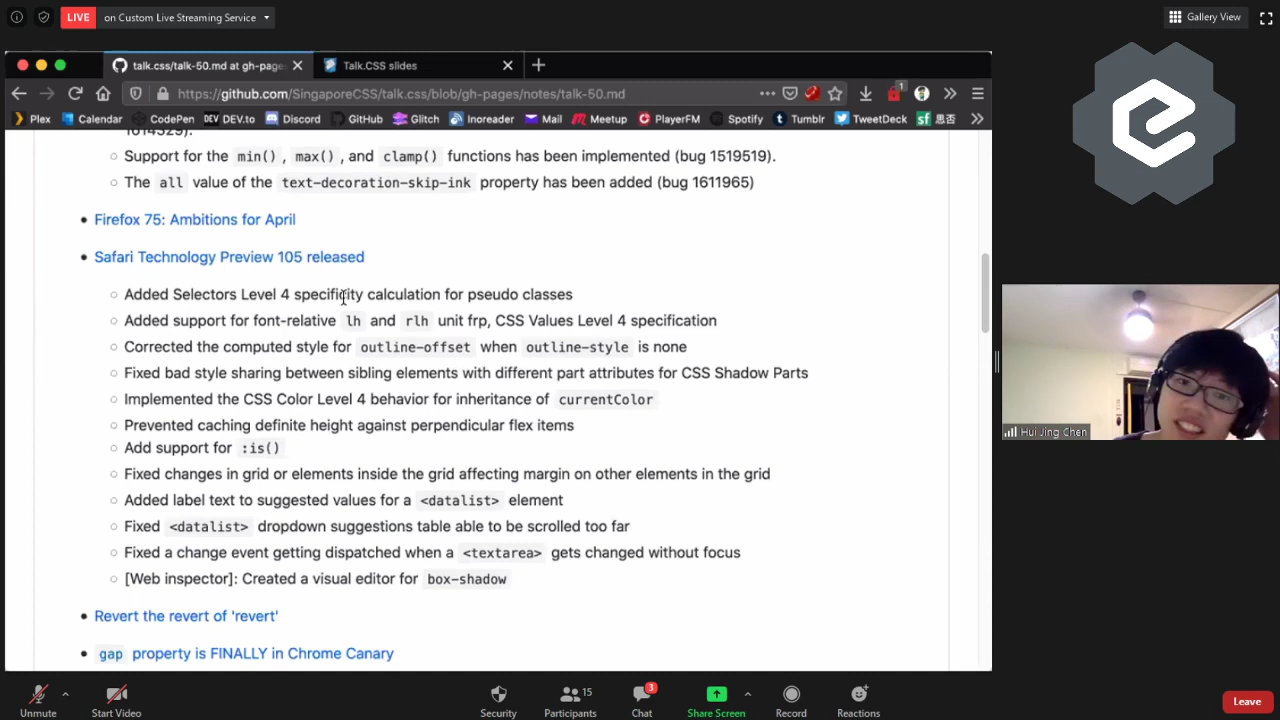 LIVE on Custom Live Streaming Service
Gallery View
talk.css/talk-50.md at gh-page
Talk.CSS slides
https://github.com/SingaporeCSS/talk.css/blob/gh-pages/notes/talk-50.md
1
Plex Calendar CodePen DEV.to Discord GitHub Glitch Inoreader Mail Meetup PlayerFM Spotify Tumblr TweetDeck 思否
1614329).
Support for the min(), max(), and clamp() functions has been implemented (bug 1519519).
The all value of the text-decoration-skip-ink property has been added (bug 1611965)
Firefox 75: Ambitions for April
Safari Technology Preview 105 released
Added Selectors Level 4 specificity calculation for pseudo classes
Added support for font-relative lh and rlh unit frp, CSS Values Level 4 specification
Corrected the computed style for outline-offset when outline-style is none
Fixed bad style sharing between sibling elements with different part attributes for CSS Shadow Parts
Implemented the CSS Color Level 4 behavior for inheritance of currentColor
Prevented caching definite height against perpendicular flex items
Add support for :is()
Fixed changes in grid or elements inside the grid affecting margin on other elements in the grid
Added label text to suggested values for a <datalist> element
Fixed <datalist> dropdown suggestions table able to be scrolled too far
Fixed a change event getting dispatched when a <textarea> gets changed without focus
[Web inspector]: Created a visual editor for box-shadow
Revert the revert of 'revert'
gap property is FINALLY in Chrome Canary
Hui Jing Chen
Unmute
Start Video
Security
Participants 15
Chat 3
Share Screen
Record
Reactions
Leave